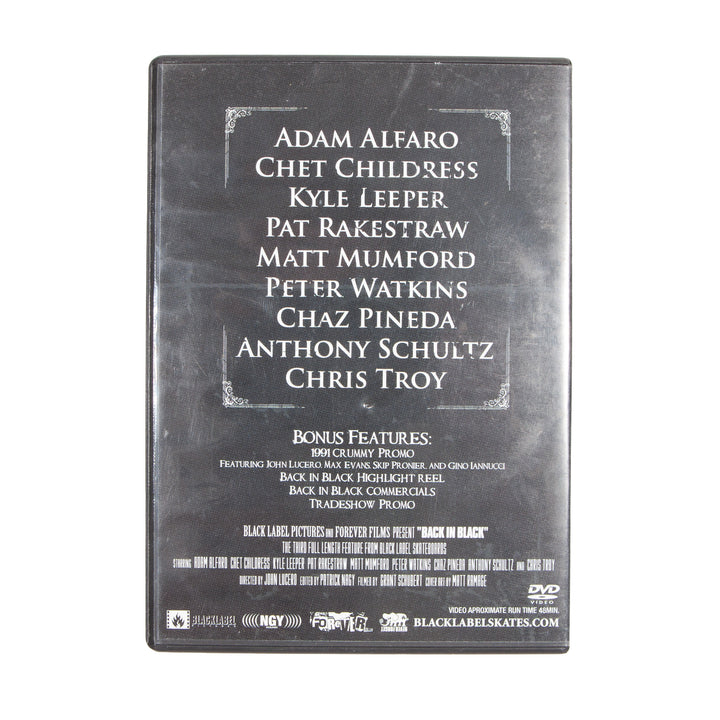 ADAM ALFARO
CHET CHILDRESS
KYLE LEEPER
PAT RAKESTRAW
MATT MUMFORD
PETER WATKINS
CHAZ PINEDA
ANTHONY SCHULTZ
CHRIS TROY
BONUS FEATURES:
1991 CRUMMY PROMO
FEATURING JOHN LUCERO, MAX EVANS, SKIP PRONIER, AND GINO IANNUCCI
BACK IN BLACK HIGHLIGHT REEL
BACK IN BLACK COMMERCIALS
TRADESHOW PROMO
BLACK LABEL PICTURES AND FOREVER FILMS PRESENT "BACK IN BLACK"
THE THIRD FULL LENGTH FEATURE FROM BLACK LABEL SKATEBOARDS
STARRING ADAM ALFARO CHET CHILDRESS KYLE LEEPER PAT RAKESTRAW MATT MUMFORD PETER WATKINS CHAZ PINEDA ANTHONY SCHULTZ AND CHRIS TROY
DIRECTED BY JOHN LUCERO EDITED BY PATRICK NAGY FILMED BY GRANT SCHUBERT COVER ART BY MATT RAMAGE
DVD
VIDEO
VIDEO APROXIMATE RUN TIME 48MIN.
BLACKLABEL (((((NGY))))) FOREVER BLACKLABELSKATES.COM